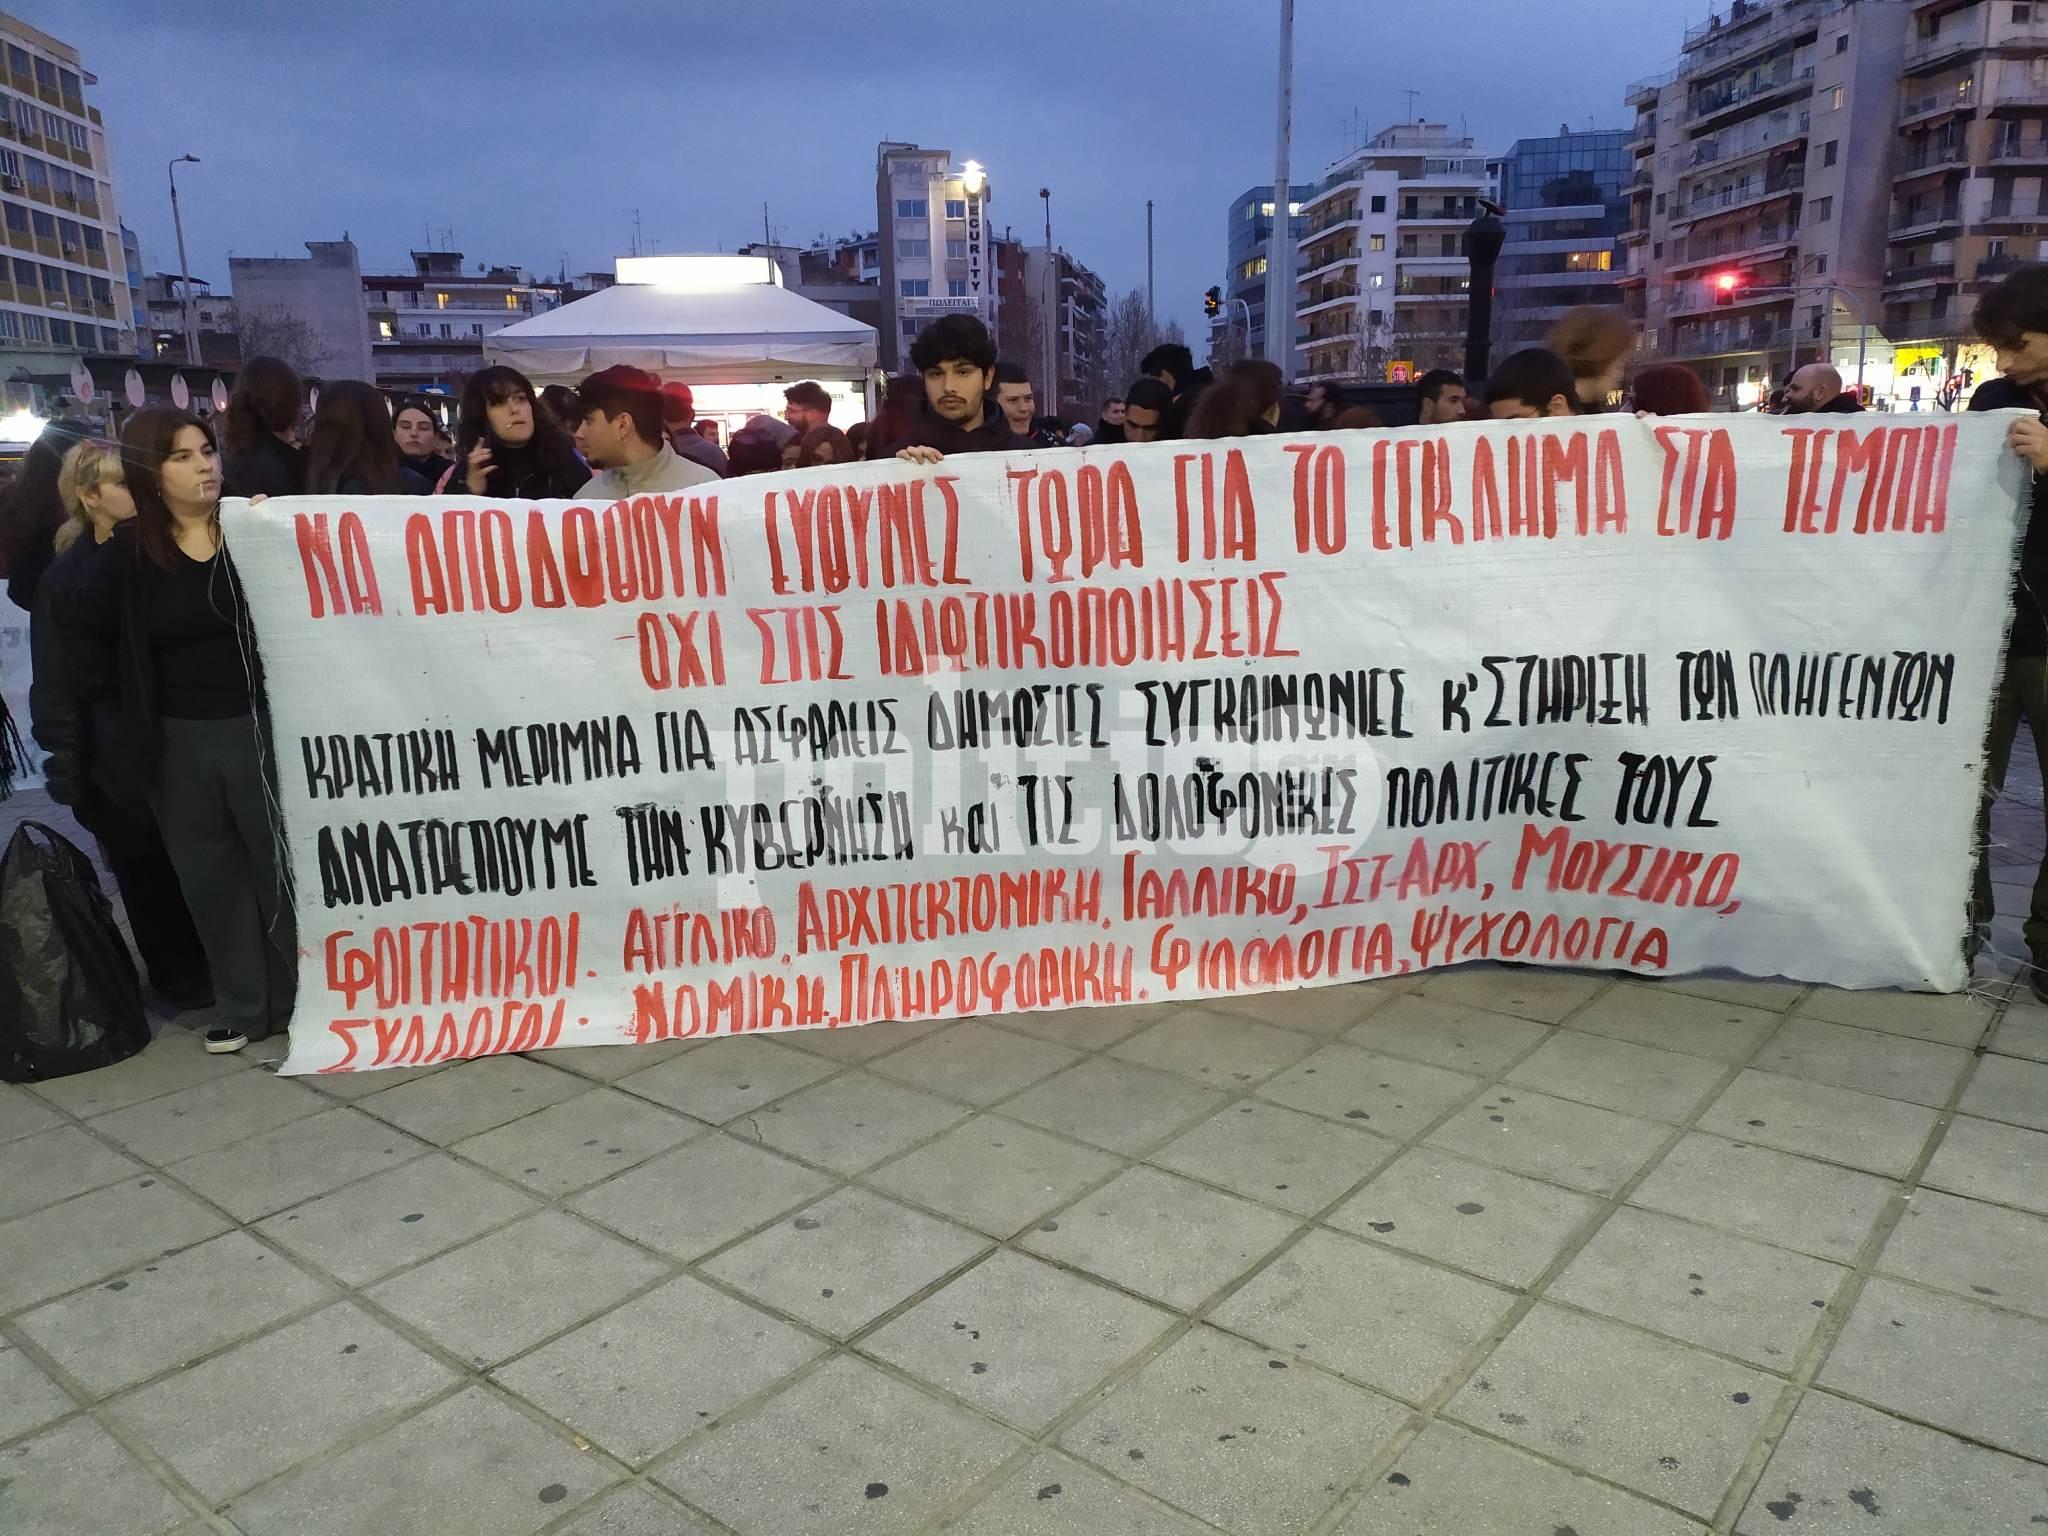 SECURITY
ΠΩΛΕΙΤΑΙ
STOP
ΝΑ ΑΠΟΔΩΘΟΥΝ ΕΥΘΥΝΕΣ ΤΩΡΑ ΓΙΑ ΤΟ ΕΓΚΛΗΜΑ ΣΤΑ ΤΕΜΠΗ
-ΟΧΙ ΣΤΙΣ ΙΔΙΩΤΙΚΟΠΟΙΗΣΕΙΣ
ΚΡΑΤΙΚΗ ΜΕΡΙΜΝΑ ΓΙΑ ΑΣΦΑΛΕΙΣ ΔΗΜΟΣΙΕΣ ΣΥΓΚΟΙΝΩΝΙΕΣ Κ' ΣΤΗΡΙΞΗ ΤΩΝ ΠΛΗΓΕΝΤΩΝ
ΑΝΑΤΡΕΠΟΥΜΕ ΤΗΝ ΚΥΒΕΡΝΗΣΗ και ΤΙΣ ΔΟΛΟΦΟΝΙΚΕΣ ΠΟΛΙΤΙΚΕΣ ΤΟΥΣ
ΦΟΙΤΗΤΙΚΟΙ· ΑΓΓΛΙΚΟ, ΑΡΧΙΤΕΚΤΟΝΙΚΗ, ΓΑΛΛΙΚΟ, ΙΣΤ-ΑΡΧ, ΜΟΥΣΙΚΟ,
ΣΥΛΛΟΓΟΙ· ΝΟΜΙΚΗ, ΠΛΗΡΟΦΟΡΙΚΗ, ΦΙΛΟΛΟΓΙΑ, ΨΥΧΟΛΟΓΙΑ
politic.gr